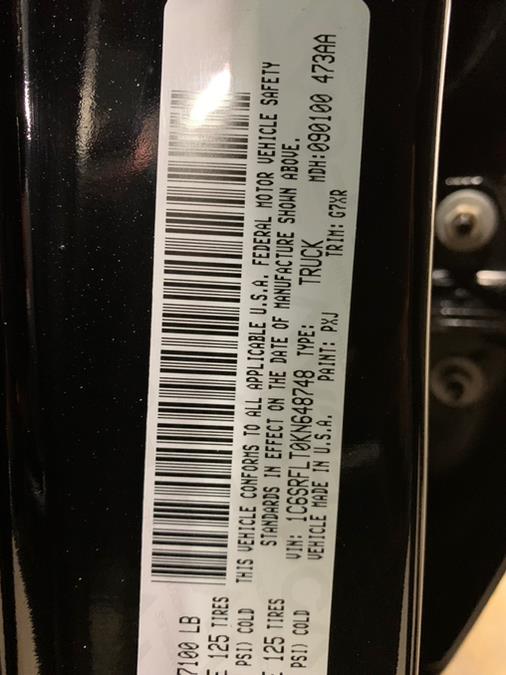 7100 LB
125 TIRES
PSI) COLD
THIS VEHICLE CONFORMS TO ALL APPLICABLE U.S.A. FEDERAL MOTOR VEHICLE SAFETY
STANDARDS IN EFFECT ON THE DATE OF MANUFACTURE SHOWN ABOVE.
125 TIRES
PSI) COLD
VIN: 1C6SRFLT0KN648748 TYPE: TRUCK MDH:090100 473AA
VEHICLE MADE IN U.S.A. PAINT: PXJ TRIM: G7XR